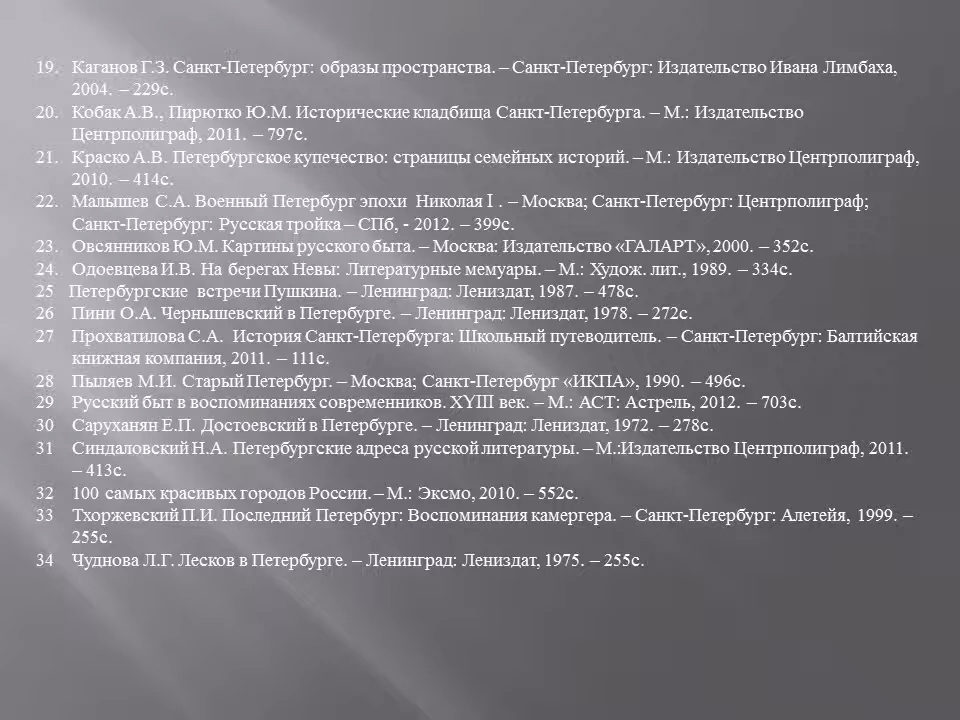 19. Каганов Г.З. Санкт-Петербург: образы пространства. – Санкт-Петербург: Издательство Ивана Лимбаха,
2004. – 229с.
20. Кобак А.В., Пирютко Ю.М. Исторические кладбища Санкт-Петербурга. – М.: Издательство
Центрполиграф, 2011. – 797с.
21. Краско А.В. Петербургское купечество: страницы семейных историй. – М.: Издательство Центрполиграф,
2010. – 414с.
22. Малышев С.А. Военный Петербург эпохи Николая I . – Москва; Санкт-Петербург: Центрполиграф;
Санкт-Петербург: Русская тройка – СПб, - 2012. – 399с.
23. Овсянников Ю.М. Картины русского быта. – Москва: Издательство «ГАЛАРТ», 2000. – 352с.
24. Одоевцева И.В. На берегах Невы: Литературные мемуары. – М.: Худож. лит., 1989. – 334с.
25 Петербургские встречи Пушкина. – Ленинград: Лениздат, 1987. – 478с.
26 Пини О.А. Чернышевский в Петербурге. – Ленинград: Лениздат, 1978. – 272с.
27 Прохватилова С.А. История Санкт-Петербурга: Школьный путеводитель. – Санкт-Петербург: Балтийская
книжная компания, 2011. – 111с.
28 Пыляев М.И. Старый Петербург. – Москва; Санкт-Петербург «ИКПА», 1990. – 496с.
29 Русский быт в воспоминаниях современников. XYIII век. – М.: АСТ: Астрель, 2012. – 703с.
30 Саруханян Е.П. Достоевский в Петербурге. – Ленинград: Лениздат, 1972. – 278с.
31 Синдаловский Н.А. Петербургские адреса русской литературы. – М.:Издательство Центрполиграф, 2011.
– 413с.
32 100 самых красивых городов России. – М.: Эксмо, 2010. – 552с.
33 Тхоржевский П.И. Последний Петербург: Воспоминания камергера. – Санкт-Петербург: Алетейя, 1999. –
255с.
34 Чуднова Л.Г. Лесков в Петербурге. – Ленинград: Лениздат, 1975. – 255с.